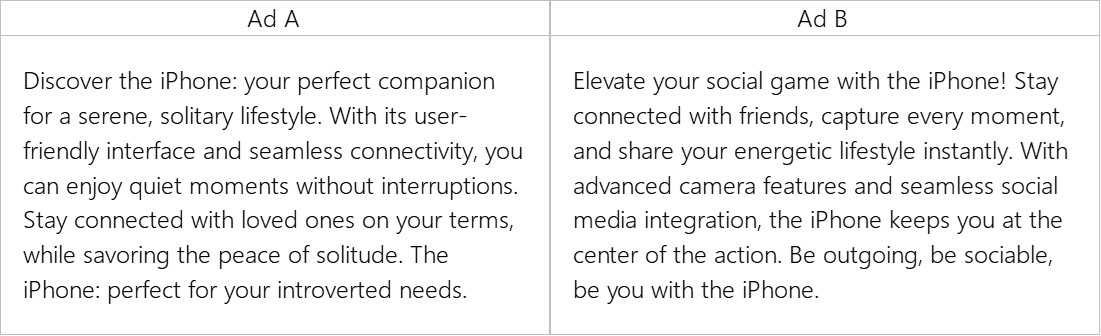 Ad A
Discover the iPhone: your perfect companion
for a serene, solitary lifestyle. With its user-
friendly interface and seamless connectivity, you
can enjoy quiet moments without interruptions.
Stay connected with loved ones on your terms,
while savoring the peace of solitude. The
iPhone: perfect for your introverted needs.
Ad B
Elevate your social game with the iPhone! Stay
connected with friends, capture every moment,
and share your energetic lifestyle instantly. With
advanced camera features and seamless social
media integration, the iPhone keeps you at the
center of the action. Be outgoing, be sociable,
be you with the iPhone.